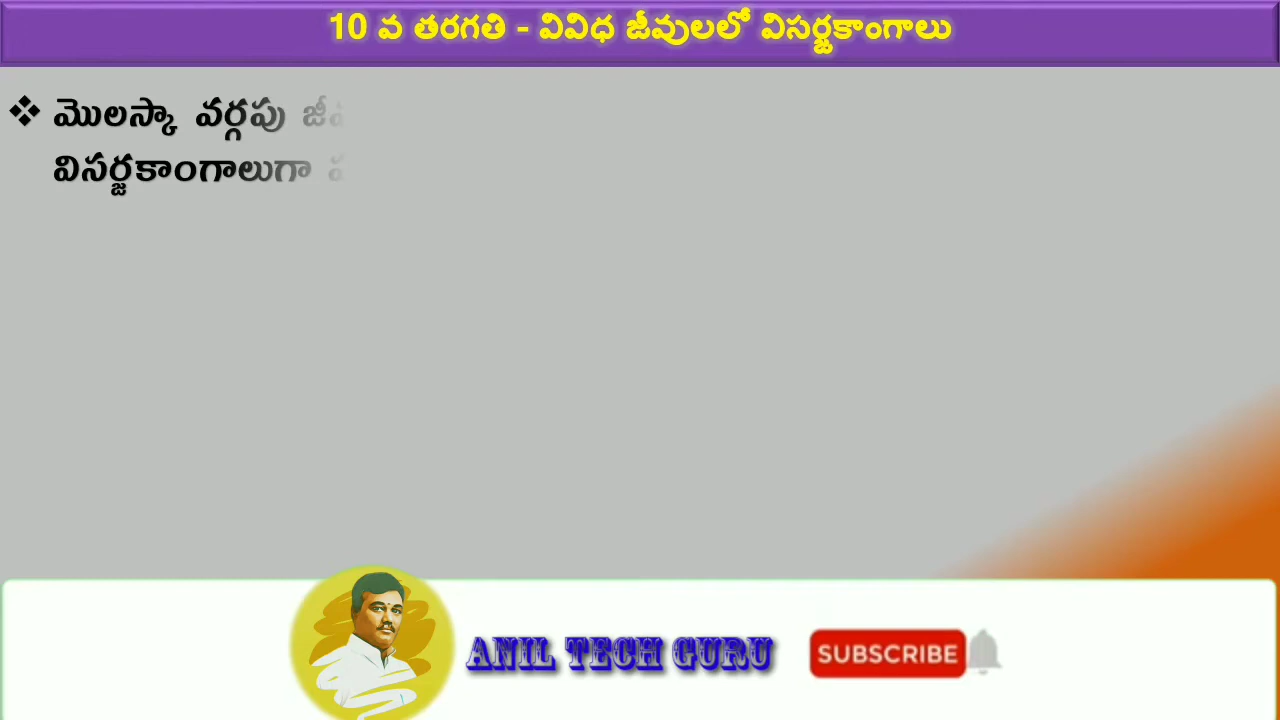 10 వ తరగతి - వివిధ జీవులలో విసర్జకాంగాలు
మొలస్కా వర్గపు
విసర్జకాంగాలుగా
ANIL TECH GURU
SUBSCRIBE